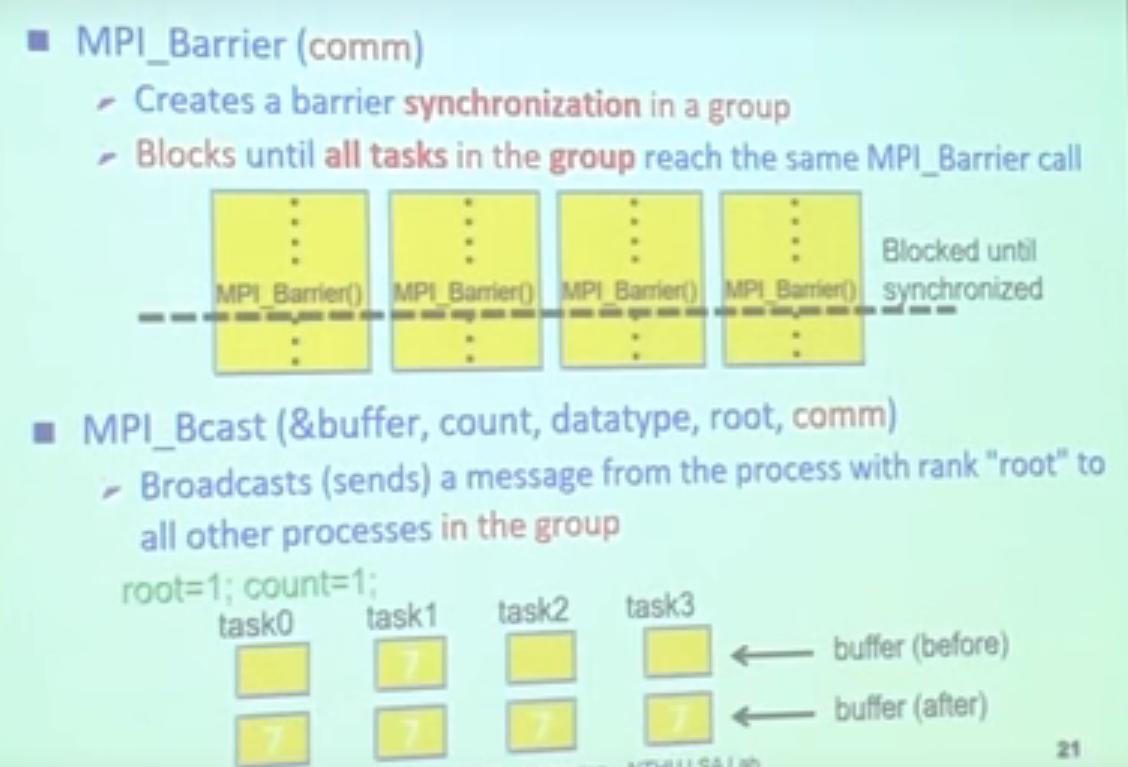 MPI_Barrier (comm)
Creates a barrier synchronization in a group
Blocks until all tasks in the group reach the same MPI_Barrier call
MPI_Barrier() MPI_Barrier() MPI_Barrier() MPI_Barrier()
Blocked until
synchronized
MPI_Bcast (&buffer, count, datatype, root, comm)
Broadcasts (sends) a message from the process with rank "root" to
all other processes in the group
root=1; count=1;
task0 task1 task2 task3
7 buffer (before)
7 7 7 7 buffer (after)
21